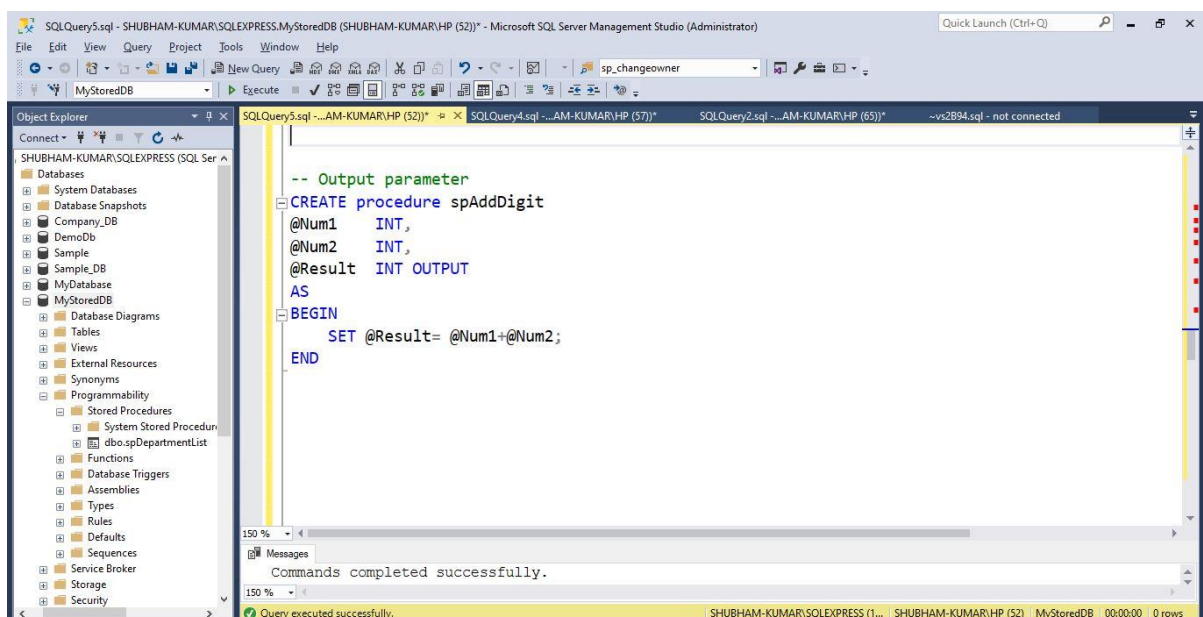 SQLQuery5.sql - SHUBHAM-KUMAR\SQLEXPRESS.MyStoredDB (SHUBHAM-KUMAR\HP (52))* - Microsoft SQL Server Management Studio (Administrator)
Quick Launch (Ctrl+Q)
File Edit View Query Project Tools Window Help
New Query MDX DMX XMLA DAX sp_changeowner
MyStoredDB Execute
Object Explorer
SQLQuery5.sql -...AM-KUMAR\HP (52))* SQLQuery4.sql -...AM-KUMAR\HP (57))* SQLQuery2.sql -...AM-KUMAR\HP (65))* ~vs2B94.sql - not connected
Connect
SHUBHAM-KUMAR\SQLEXPRESS (SQL Ser
Databases
System Databases
Database Snapshots
Company_DB
DemoDb
Sample
Sample_DB
MyDatabase
MyStoredDB
Database Diagrams
Tables
Views
External Resources
Synonyms
Programmability
Stored Procedures
System Stored Procedur
dbo.spDepartmentList
Functions
Database Triggers
Assemblies
Types
Rules
Defaults
Sequences
Service Broker
Storage
Security
-- Output parameter
CREATE procedure spAddDigit
@Num1 INT,
@Num2 INT,
@Result INT OUTPUT
AS
BEGIN
SET @Result= @Num1+@Num2;
END
150 %
Messages
Commands completed successfully.
150 %
Query executed successfully. SHUBHAM-KUMAR\SQLEXPRESS (1... SHUBHAM-KUMAR\HP (52) MyStoredDB 00:00:00 0 rows